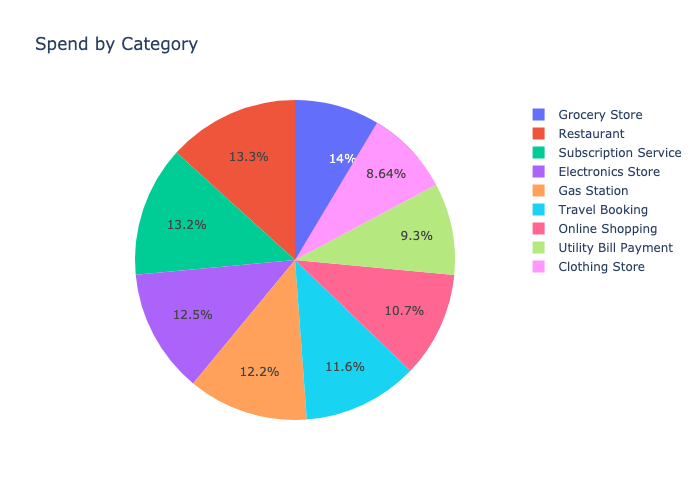 Spend by Category
14%
8.64%
9.3%
10.7%
11.6%
12.2%
12.5%
13.2%
13.3%
Grocery Store
Restaurant
Subscription Service
Electronics Store
Gas Station
Travel Booking
Online Shopping
Utility Bill Payment
Clothing Store